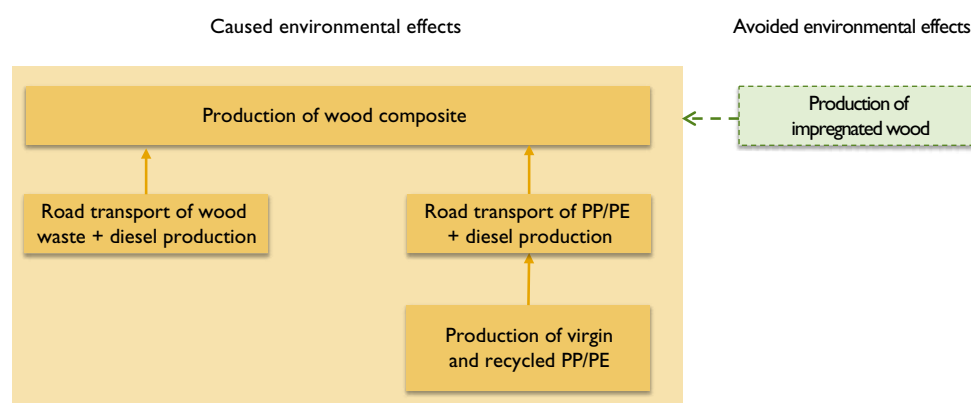 Caused environmental effects
Avoided environmental effects
Production of wood composite
Production of
impregnated wood
Road transport of wood
waste + diesel production
Road transport of PP/PE
+ diesel production
Production of virgin
and recycled PP/PE